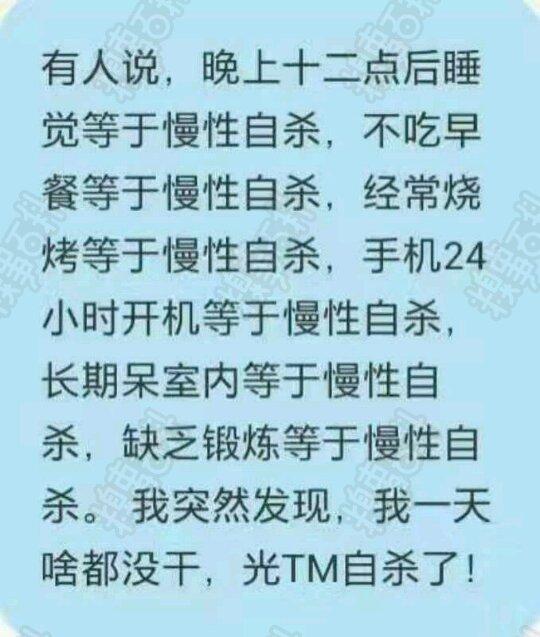 有人说，晚上十二点后睡
觉等于慢性自杀，不吃早
餐等于慢性自杀，经常烧
烤等于慢性自杀，手机24
小时开机等于慢性自杀，
长期呆室内等于慢性自
杀，缺乏锻炼等于慢性自
杀。我突然发现，我一天
啥都没干，光TM自杀了！